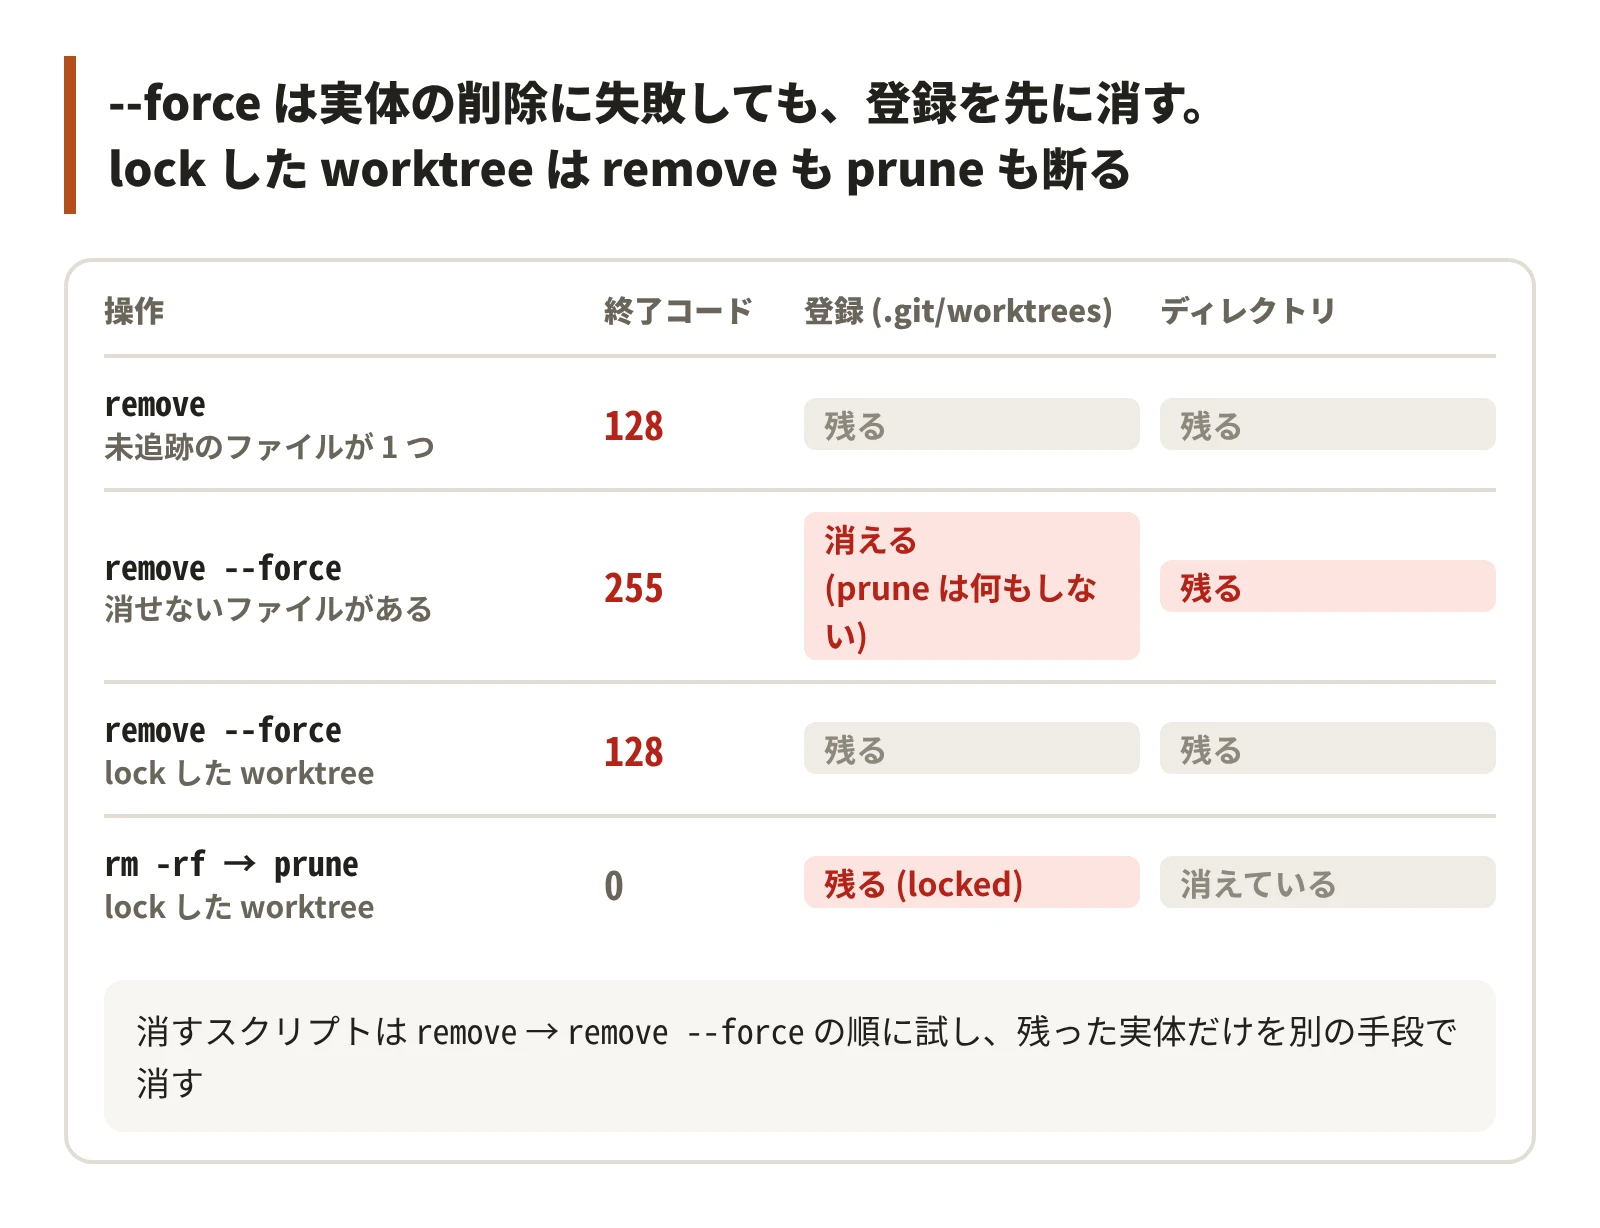 --force は実体の削除に失敗しても、登録を先に消す。
lock した worktree は remove も prune も断る
操作 終了コード 登録 (.git/worktrees) ディレクトリ
remove
未追跡のファイルが 1 つ
128 残る 残る
remove --force
消せないファイルがある
255
消える
(prune は何もしな
い)
残る
remove --force
lock した worktree
128 残る 残る
rm -rf → prune
lock した worktree
0 残る (locked) 消えている
消すスクリプトは remove → remove --force の順に試し、残った実体だけを別の手段で
消す